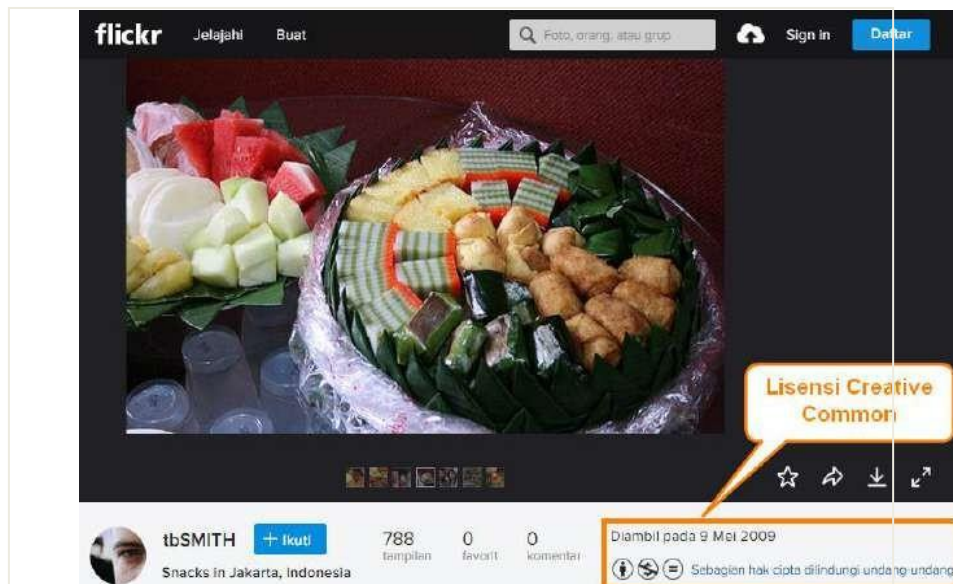 flickr Jelajahi Buat Foto, orang, atau grup Sign in Daftar
Lisensi Creative
Common
tbSMITH + Ikuti 788 0 0 Diambil pada 9 Mei 2009
tampilan favorit komentar
Snacks in Jakarta, Indonesia Sebagian hak cipta dilindungi undang-undang